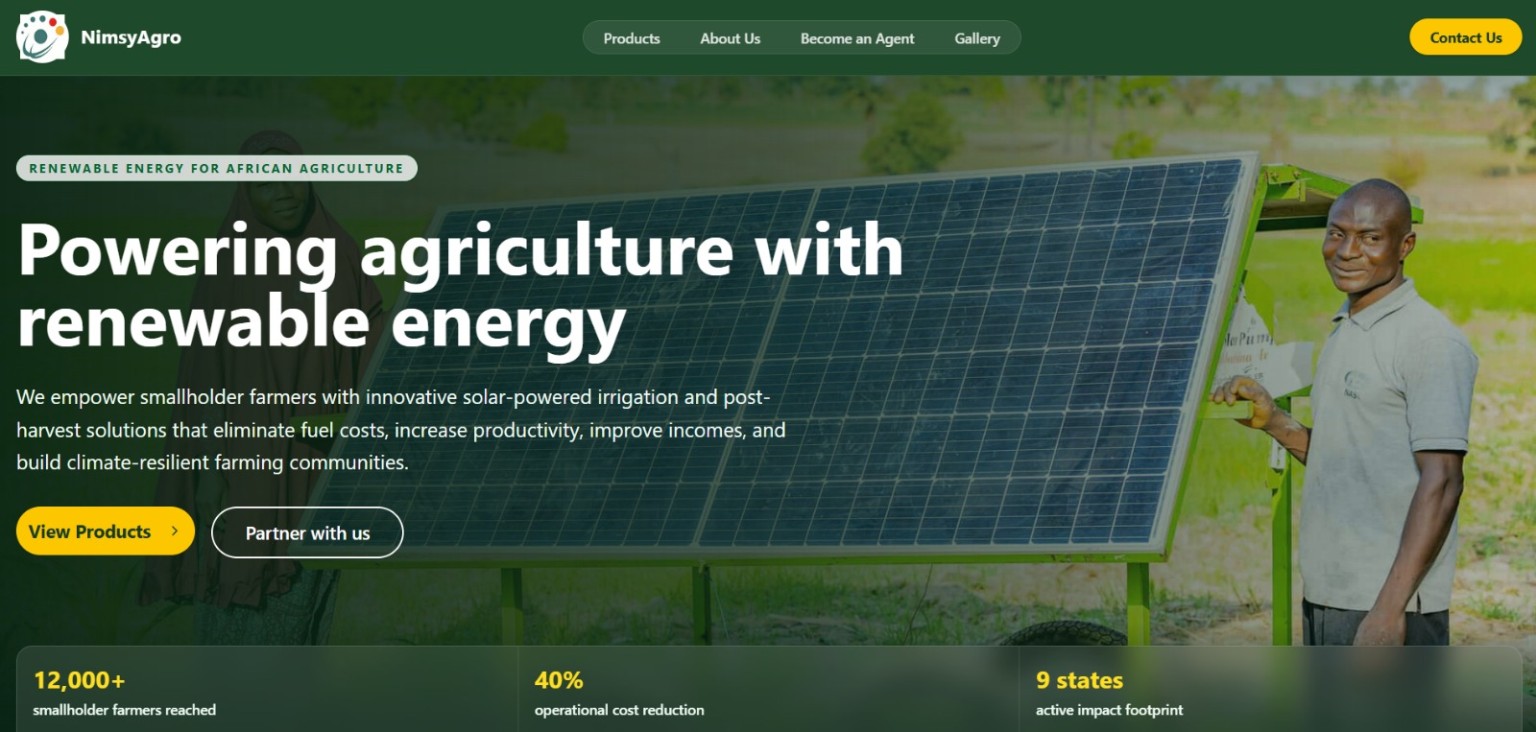 NimsyAgro
Products
About Us
Become an Agent
Gallery
Contact Us
RENEWABLE ENERGY FOR AFRICAN AGRICULTURE
Powering agriculture with
renewable energy
We empower smallholder farmers with innovative solar-powered irrigation and post-
harvest solutions that eliminate fuel costs, increase productivity, improve incomes, and
build climate-resilient farming communities.
View Products
Partner with us
12,000+
smallholder farmers reached
40%
operational cost reduction
9 states
active impact footprint